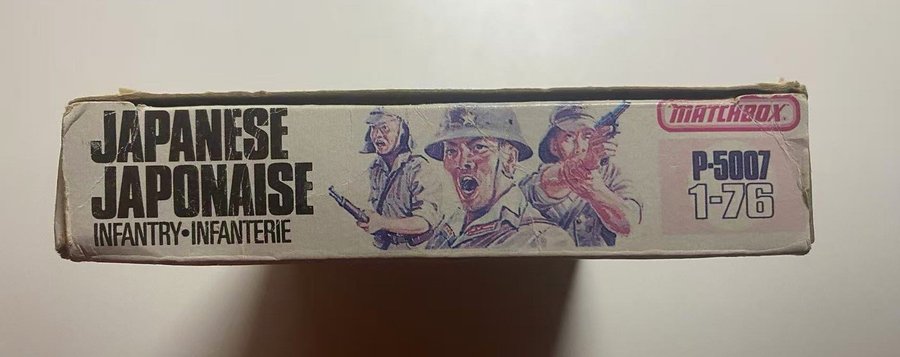 JAPANESE
JAPONAISE
INFANTRY•INFANTERIE
MATCHBOX®
P-5007
1-76